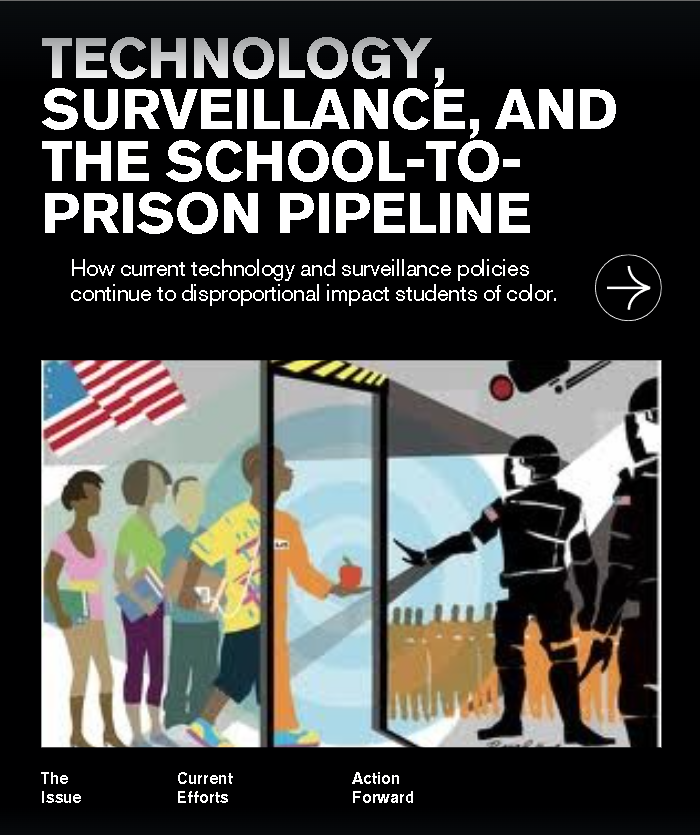 TECHNOLOGY,
SURVEILLANCE, AND
THE SCHOOL-TO-
PRISON PIPELINE
How current technology and surveillance policies
continue to disproportional impact students of color.
The
Issue
Current
Efforts
Action
Forward